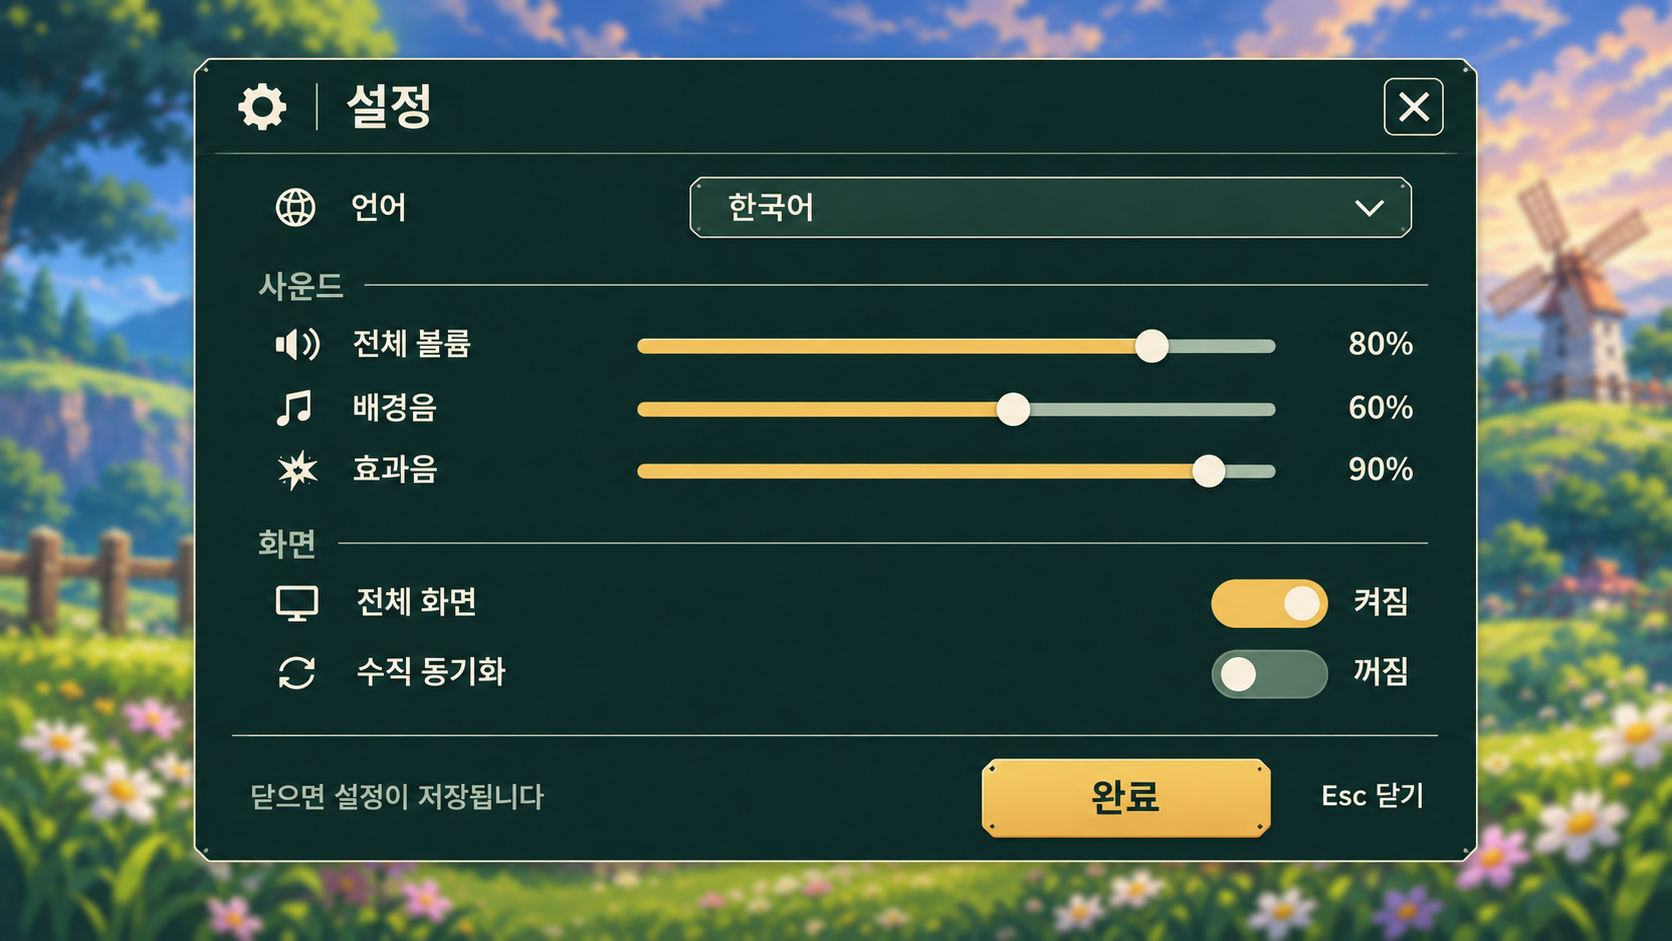 설정
언어
한국어
사운드
전체 볼륨 80%
배경음 60%
효과음 90%
화면
전체 화면 켜짐
수직 동기화 꺼짐
닫으면 설정이 저장됩니다
완료
Esc 닫기